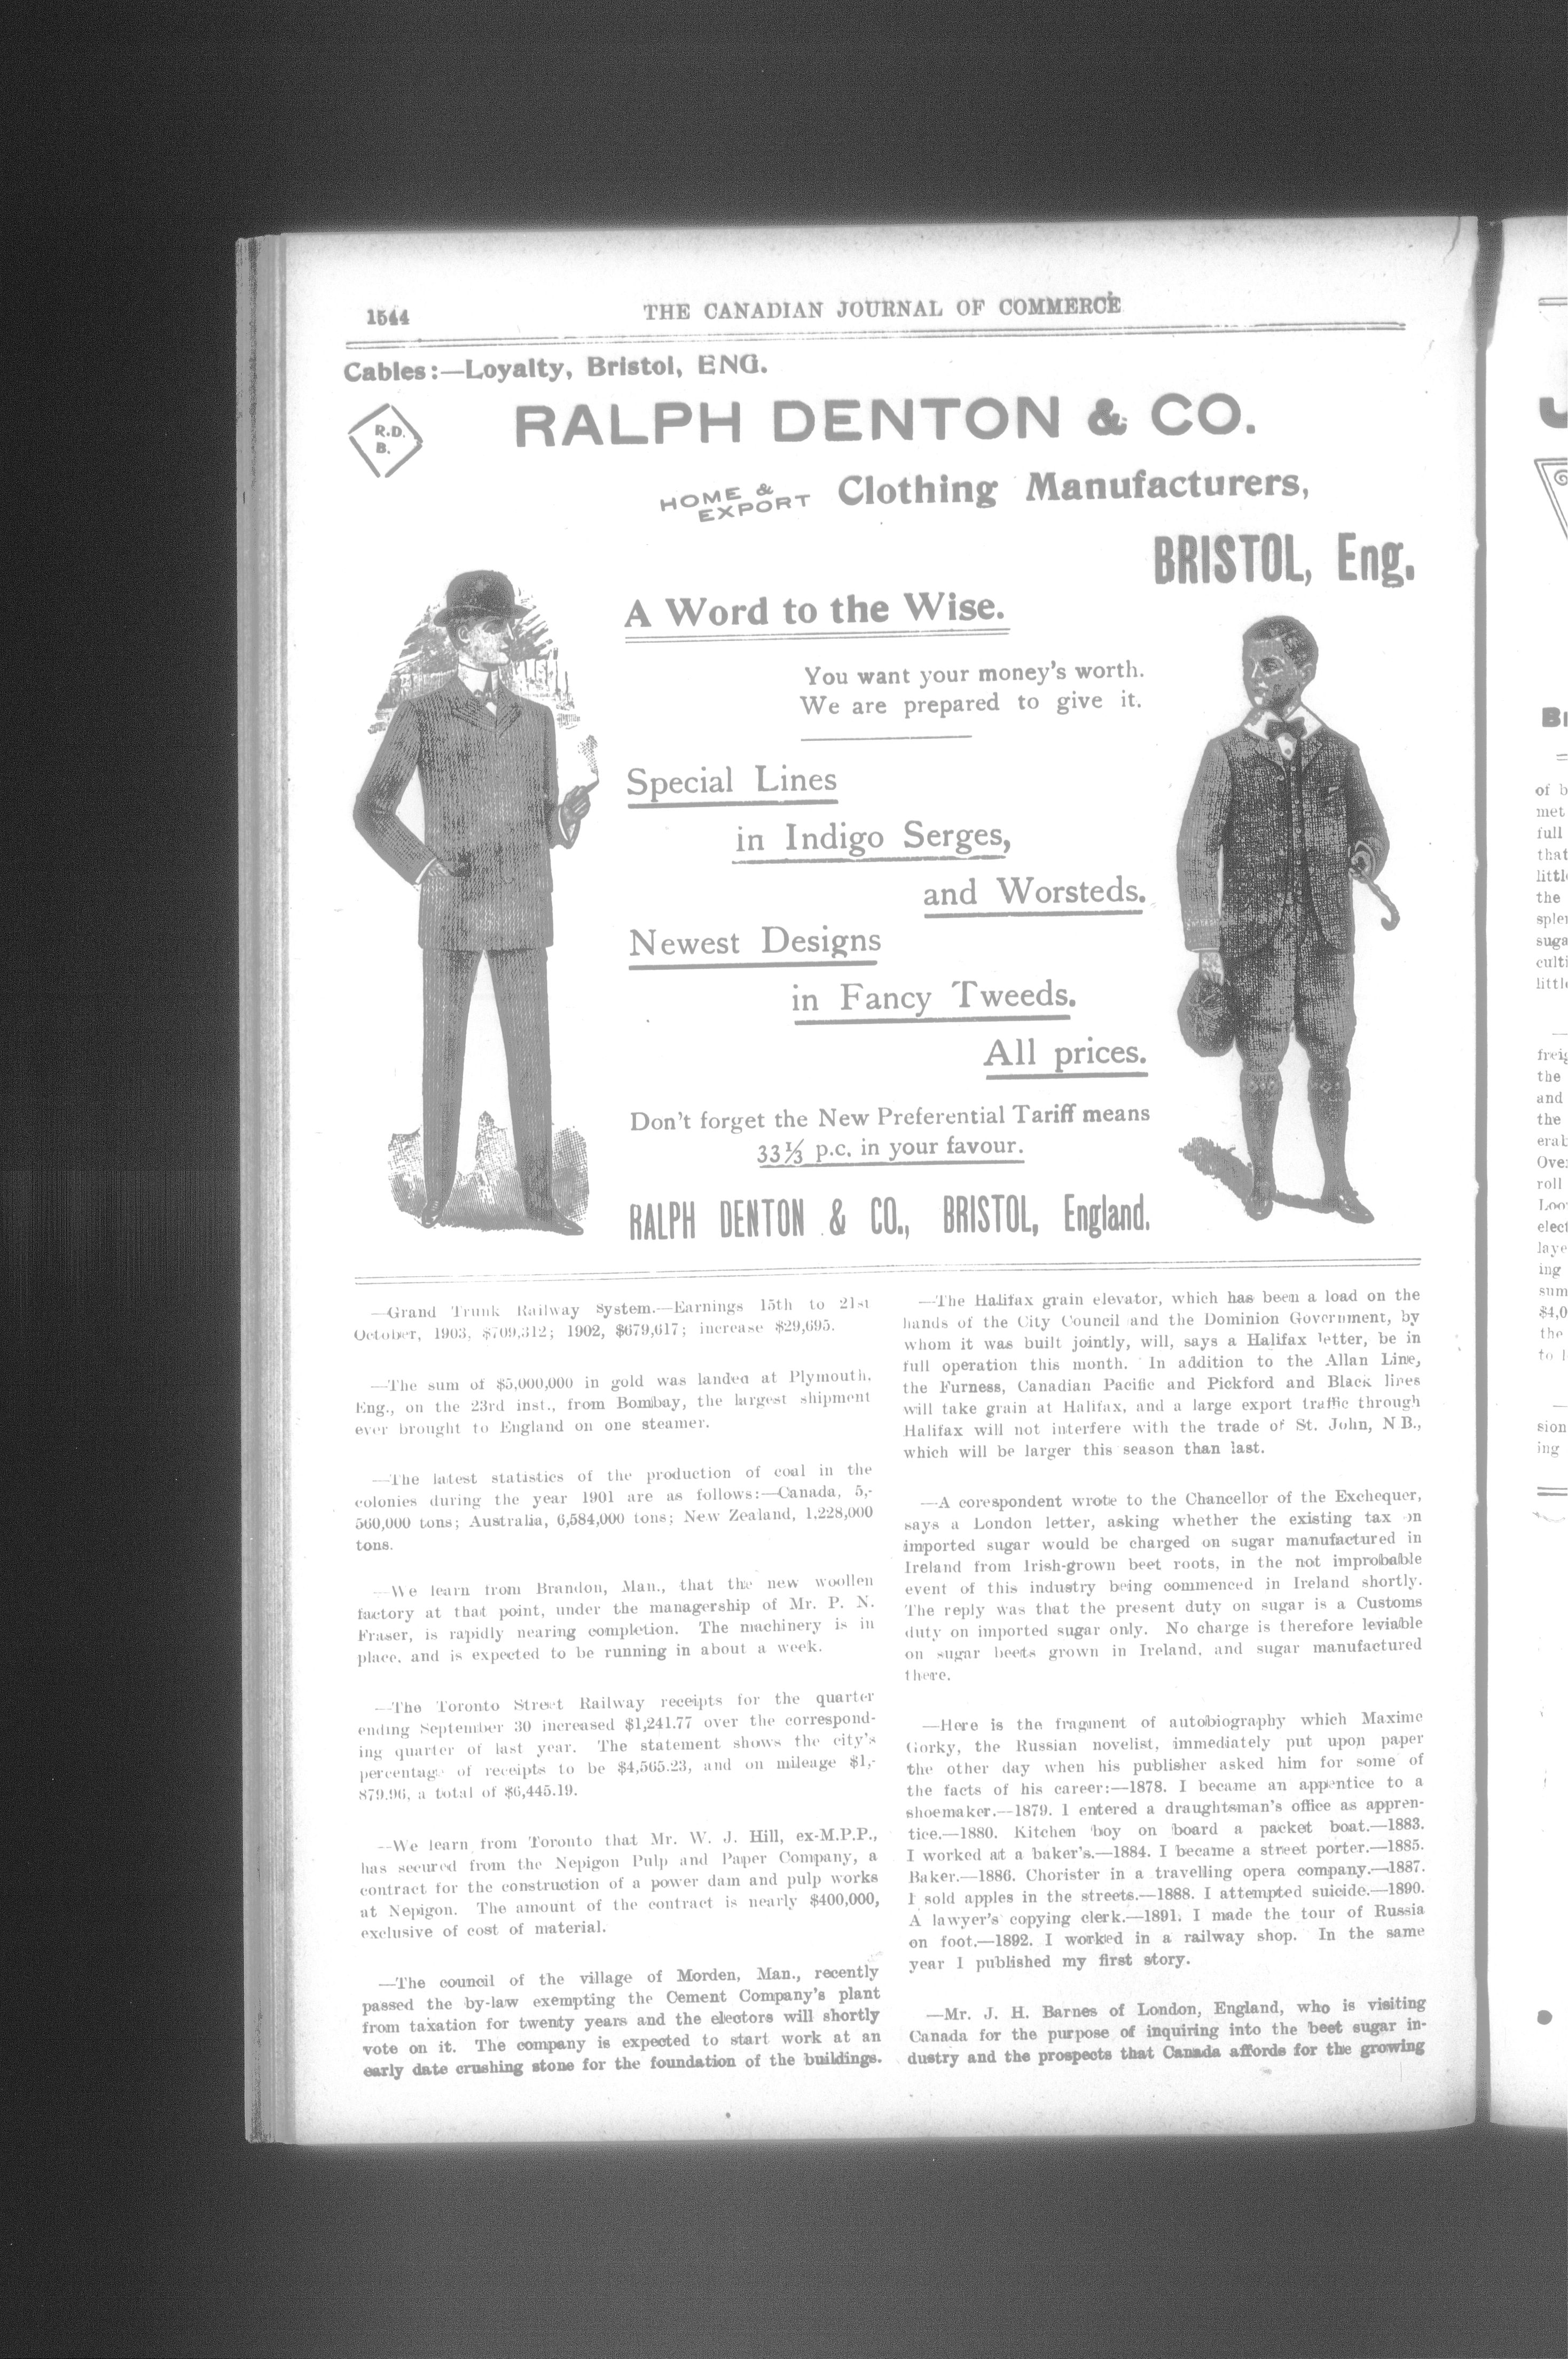 1544
THE CANADIAN JOURNAL OF COMMERCE
Cables:—Loyalty, Bristol, ENG.
R.D.
B.
RALPH DENTON & CO.
HOME &
EXPORT
Clothing Manufacturers,
BRISTOL, Eng.
A Word to the Wise.
You want your money's worth.
We are prepared to give it.
Special Lines
in Indigo Serges,
and Worsteds.
Newest Designs
in Fancy Tweeds.
All prices.
Don't forget the New Preferential Tariff means
33⅓ p.c. in your favour.
RALPH DENTON & CO., BRISTOL, England.
—Grand Trunk Railway System.—Earnings 15th to 21st
October, 1903, $709,312; 1902, $679,617; increase $29,695.
—The sum of $5,000,000 in gold was landed at Plymouth,
Eng., on the 23rd inst., from Bombay, the largest shipment
ever brought to England on one steamer.
—The latest statistics of the production of coal in the
colonies during the year 1901 are as follows:—Canada, 5,-
560,000 tons; Australia, 6,584,000 tons; New Zealand, 1,228,000
tons.
—We learn from Brandon, Man., that the new woollen
factory at that point, under the managership of Mr. P. N.
Fraser, is rapidly nearing completion. The machinery is in
place, and is expected to be running in about a week.
—The Toronto Street Railway receipts for the quarter
ending September 30 increased $1,241.77 over the correspond-
ing quarter of last year. The statement shows the city's
percentage of receipts to be $4,565.23, and on mileage $1,-
879.96, a total of $6,445.19.
—We learn from Toronto that Mr. W. J. Hill, ex-M.P.P.,
has secured from the Nepigon Pulp and Paper Company, a
contract for the construction of a power dam and pulp works
at Nepigon. The amount of the contract is nearly $400,000,
exclusive of cost of material.
—The council of the village of Morden, Man., recently
passed the by-law exempting the Cement Company's plant
from taxation for twenty years and the electors will shortly
vote on it. The company is expected to start work at an
early date crushing stone for the foundation of the buildings.
—The Halifax grain elevator, which has been a load on the
hands of the City Council and the Dominion Government, by
whom it was built jointly, will, says a Halifax letter, be in
full operation this month. In addition to the Allan Line,
the Furness, Canadian Pacific and Pickford and Black lines
will take grain at Halifax, and a large export traffic through
Halifax will not interfere with the trade of St. John, N B.,
which will be larger this season than last.
—A corespondent wrote to the Chancellor of the Exchequer,
says a London letter, asking whether the existing tax on
imported sugar would be charged on sugar manufactured in
Ireland from Irish-grown beet roots, in the not improbable
event of this industry being commenced in Ireland shortly.
The reply was that the present duty on sugar is a Customs
duty on imported sugar only. No charge is therefore leviable
on sugar beets grown in Ireland, and sugar manufactured
there.
—Here is the fragment of autobiography which Maxime
Gorky, the Russian novelist, immediately put upon paper
the other day when his publisher asked him for some of
the facts of his career:—1878. I became an apprentice to a
shoemaker.—1879. I entered a draughtsman's office as appren-
tice.—1880. Kitchen boy on board a packet boat.—1883.
I worked at a baker's.—1884. I became a street porter.—1885.
Baker.—1886. Chorister in a travelling opera company.—1887.
I sold apples in the streets.—1888. I attempted suicide.—1890.
A lawyer's copying clerk.—1891. I made the tour of Russia
on foot.—1892. I worked in a railway shop. In the same
year I published my first story.
—Mr. J. H. Barnes of London, England, who is visiting
Canada for the purpose of inquiring into the beet sugar in-
dustry and the prospects that Canada affords for the growing
of b
met
full
that
the
suga
the
and
the
roll
ing
$4,0
the
sion
ing